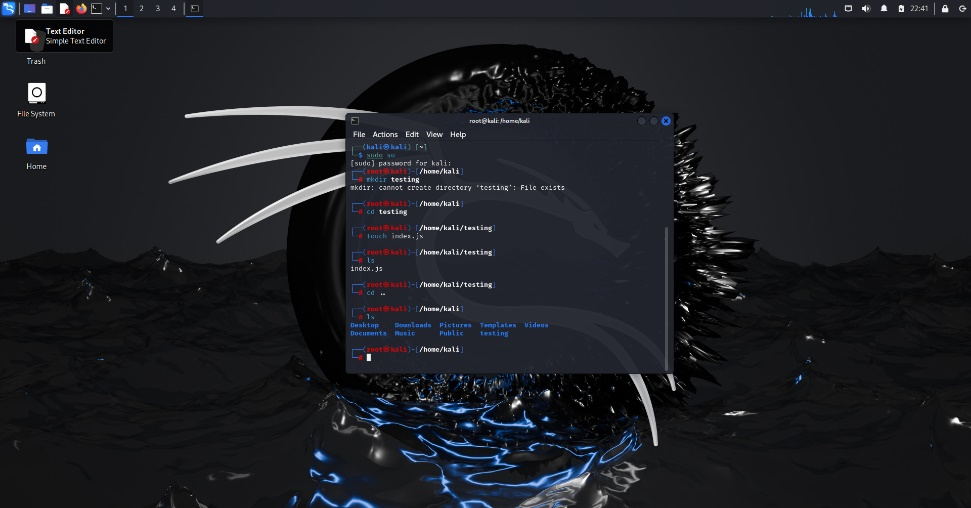 1 2 3 4
22:41
Text Editor
Simple Text Editor
Trash
File System
Home
root@kali: /home/kali
File Actions Edit View Help
(kali㉿kali)-[~]
$ sudo su
[sudo] password for kali:
(root㉿kali)-[/home/kali]
# mkdir testing
mkdir: cannot create directory ‘testing’: File exists
(root㉿kali)-[/home/kali]
# cd testing
(root㉿kali)-[/home/kali/testing]
# touch index.js
(root㉿kali)-[/home/kali/testing]
# ls
index.js
(root㉿kali)-[/home/kali/testing]
# cd ..
(root㉿kali)-[/home/kali]
# ls
Desktop Downloads Pictures Templates Videos
Documents Music Public testing
(root㉿kali)-[/home/kali]
#